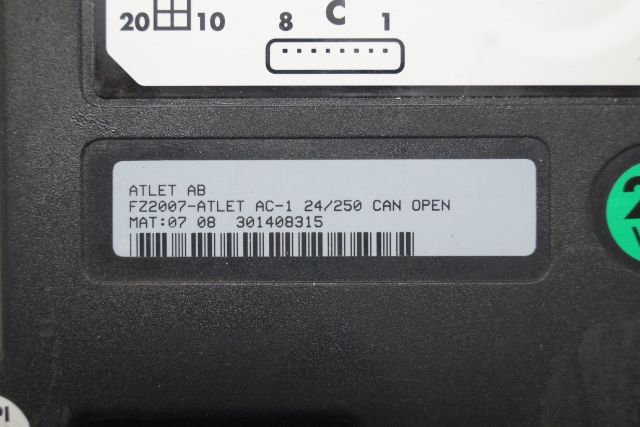 20 10 8 C 1
ATLET AB
FZ2007-ATLET AC-1 24/250 CAN OPEN
MAT:07 08 301408315